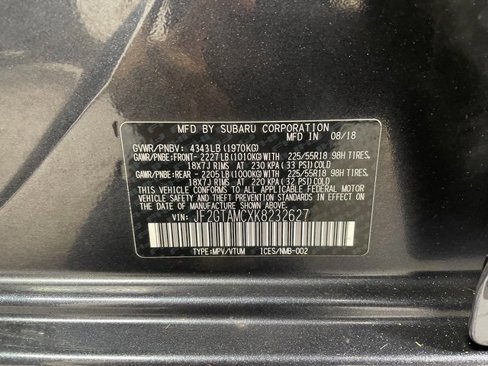 MFD BY SUBARU CORPORATION
MFD IN 08/18
GVWR/PNBV: 4343LB (1970KG)
GAWR/PNBE: FRONT- 2227LB (1010KG) WITH 225/55R18 98H TIRES,
18X7J RIMS AT 230 KPA (33 PSI) COLD
GAWR/PNBE: REAR - 2205LB (1000KG) WITH 225/55R18 98H TIRES,
18X7J RIMS AT 220 KPA (32 PSI) COLD
THIS VEHICLE CONFORMS TO ALL APPLICABLE FEDERAL MOTOR
VEHICLE SAFETY, BUMPER, AND THEFT PREVENTION STANDARDS IN
EFFECT ON THE DATE OF MANUFACTURE SHOWN ABOVE.
VIN: JF2GTAMCXK8232627
TYPE:MPV/VTUM ICES/NMB-002